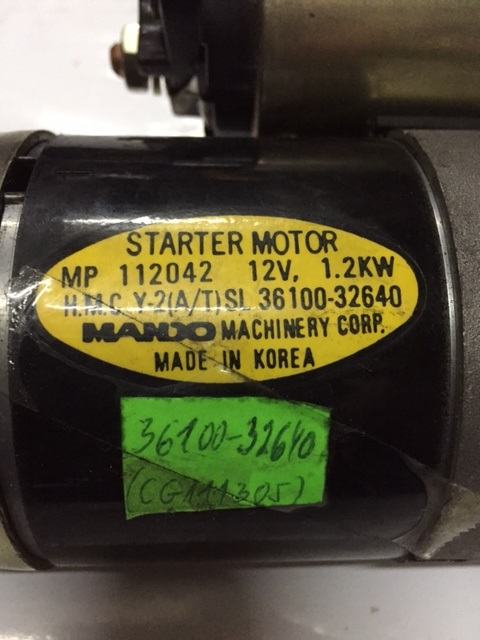 STARTER MOTOR
MP 112042 12V, 1.2KW
H.M.C Y-2(A/T)SL 36100-32640
MANDO MACHINERY CORP.
MADE IN KOREA
36100-32640
(CG111305)